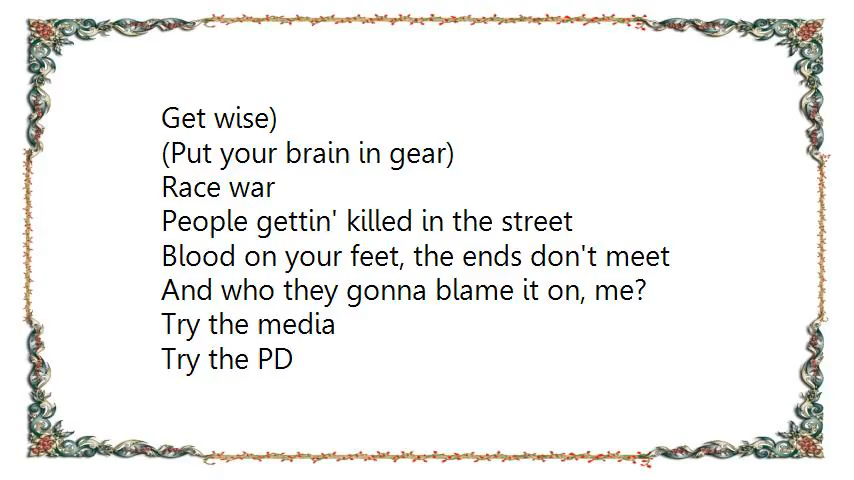 Get wise)
(Put your brain in gear)
Race war
People gettin' killed in the street
Blood on your feet, the ends don't meet
And who they gonna blame it on, me?
Try the media
Try the PD